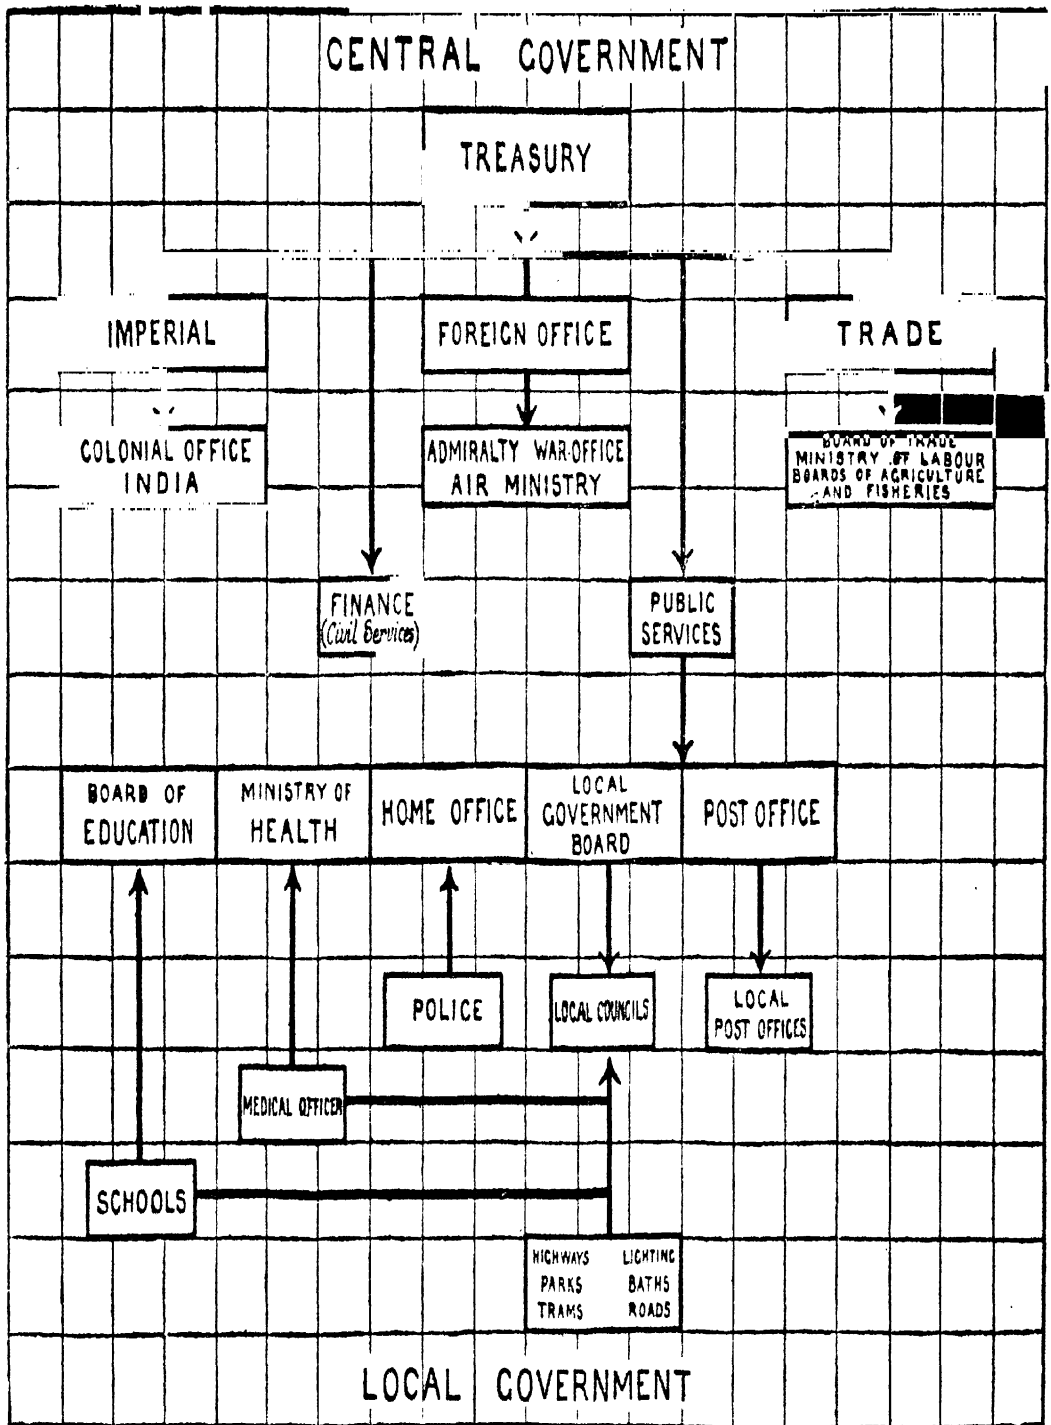 CENTRAL GOVERNMENT
TREASURY
IMPERIAL
FOREIGN OFFICE
TRADE
COLONIAL OFFICE
INDIA
ADMIRALTY WAR-OFFICE
AIR MINISTRY
BOARD OF TRADE
MINISTRY OF LABOUR
BOARDS OF AGRICULTURE
AND FISHERIES
FINANCE
(Civil Services)
PUBLIC
SERVICES
BOARD OF
EDUCATION
MINISTRY OF
HEALTH
HOME OFFICE
LOCAL
GOVERNMENT
BOARD
POST OFFICE
POLICE
LOCAL COUNCILS
LOCAL
POST OFFICES
MEDICAL OFFICER
SCHOOLS
HIGHWAYS LIGHTING
PARKS BATHS
TRAMS ROADS
LOCAL GOVERNMENT